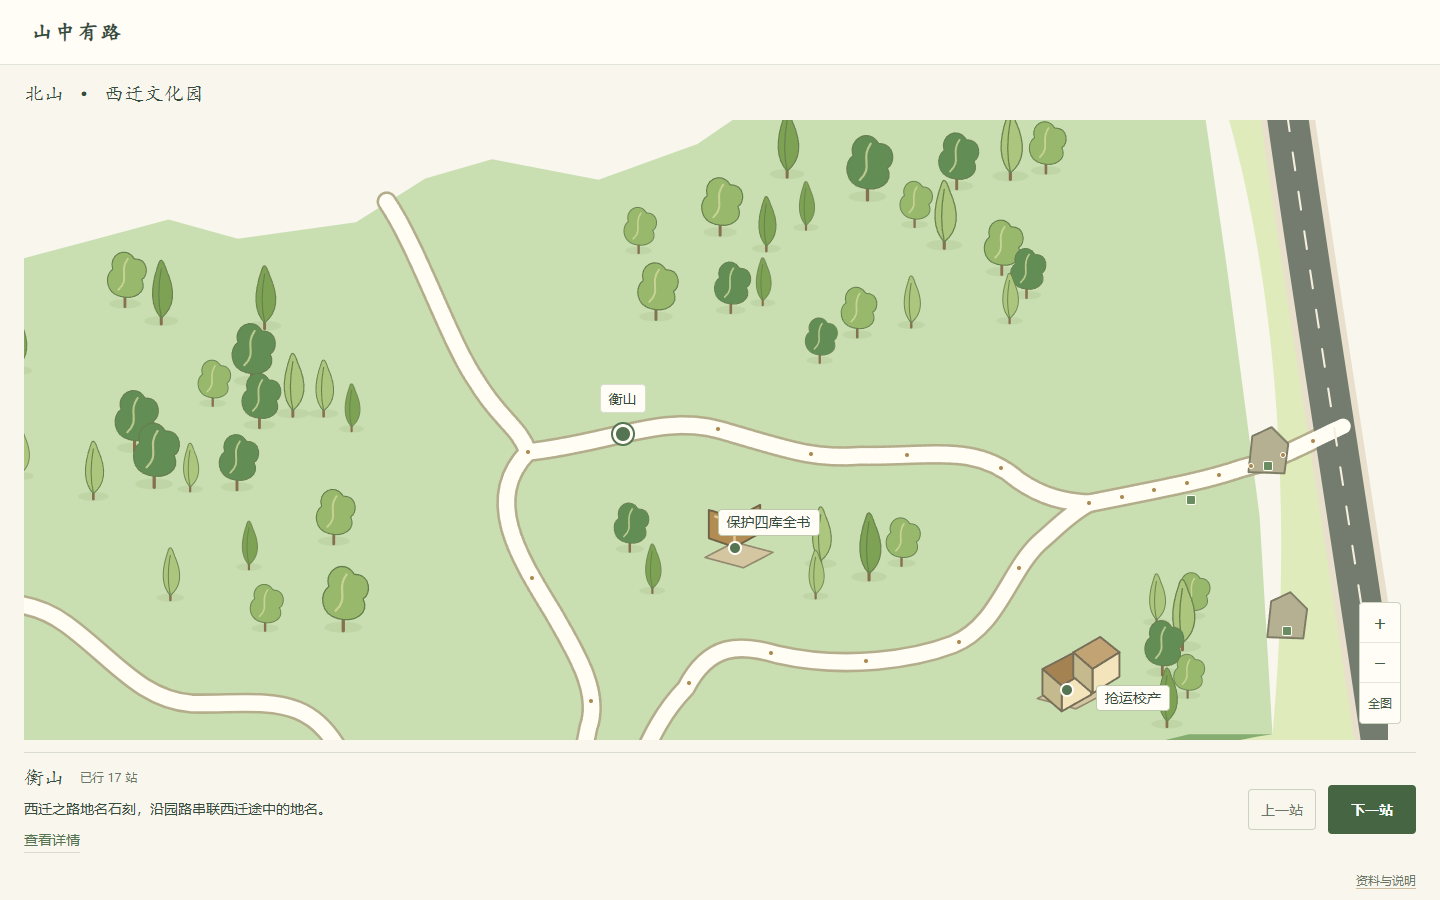 山中有路
北山 • 西迁文化园
衡山
保护四库全书
抢运校产
+
−
全图
衡山 已行 17 站
西迁之路地名石刻，沿园路串联西迁途中的地名。
查看详情
上一站
下一站
资料与说明